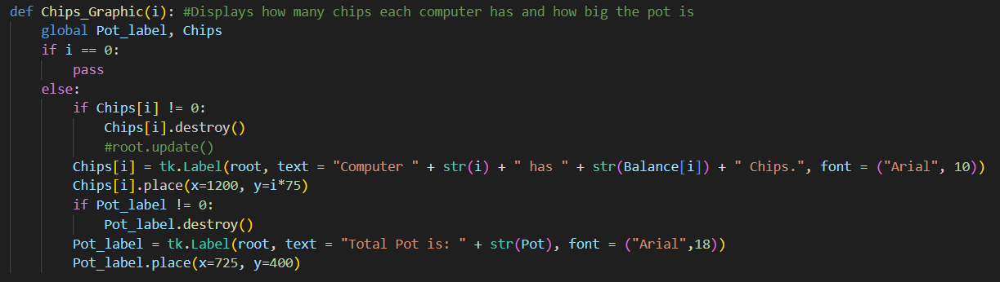 def Chips_Graphic(i): #Displays how many chips each computer has and how big the pot is
    global Pot_label, Chips
    if i == 0:
        pass
    else:
        if Chips[i] != 0:
            Chips[i].destroy()
            #root.update()
        Chips[i] = tk.Label(root, text = "Computer " + str(i) + " has " + str(Balance[i]) + " Chips.", font = ("Arial", 10))
        Chips[i].place(x=1200, y=i*75)
        if Pot_label != 0:
            Pot_label.destroy()
        Pot_label = tk.Label(root, text = "Total Pot is: " + str(Pot), font = ("Arial",18))
        Pot_label.place(x=725, y=400)